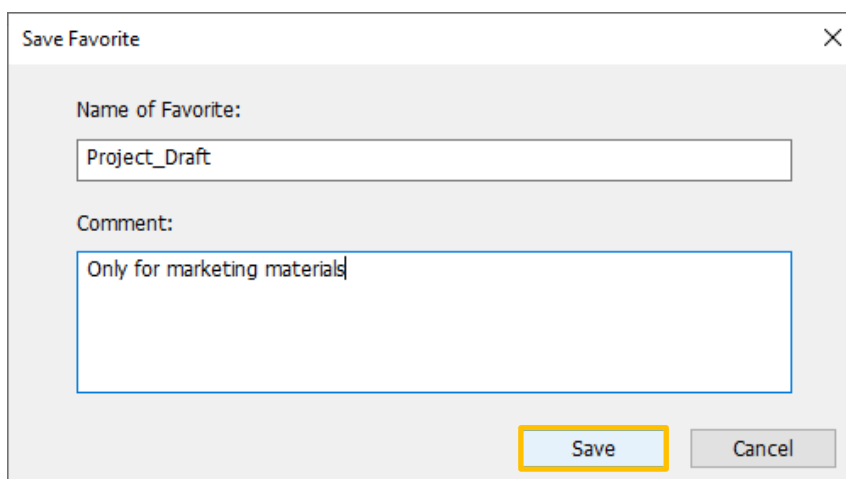 Save Favorite
Name of Favorite:
Project_Draft
Comment:
Only for marketing materials
Save
Cancel